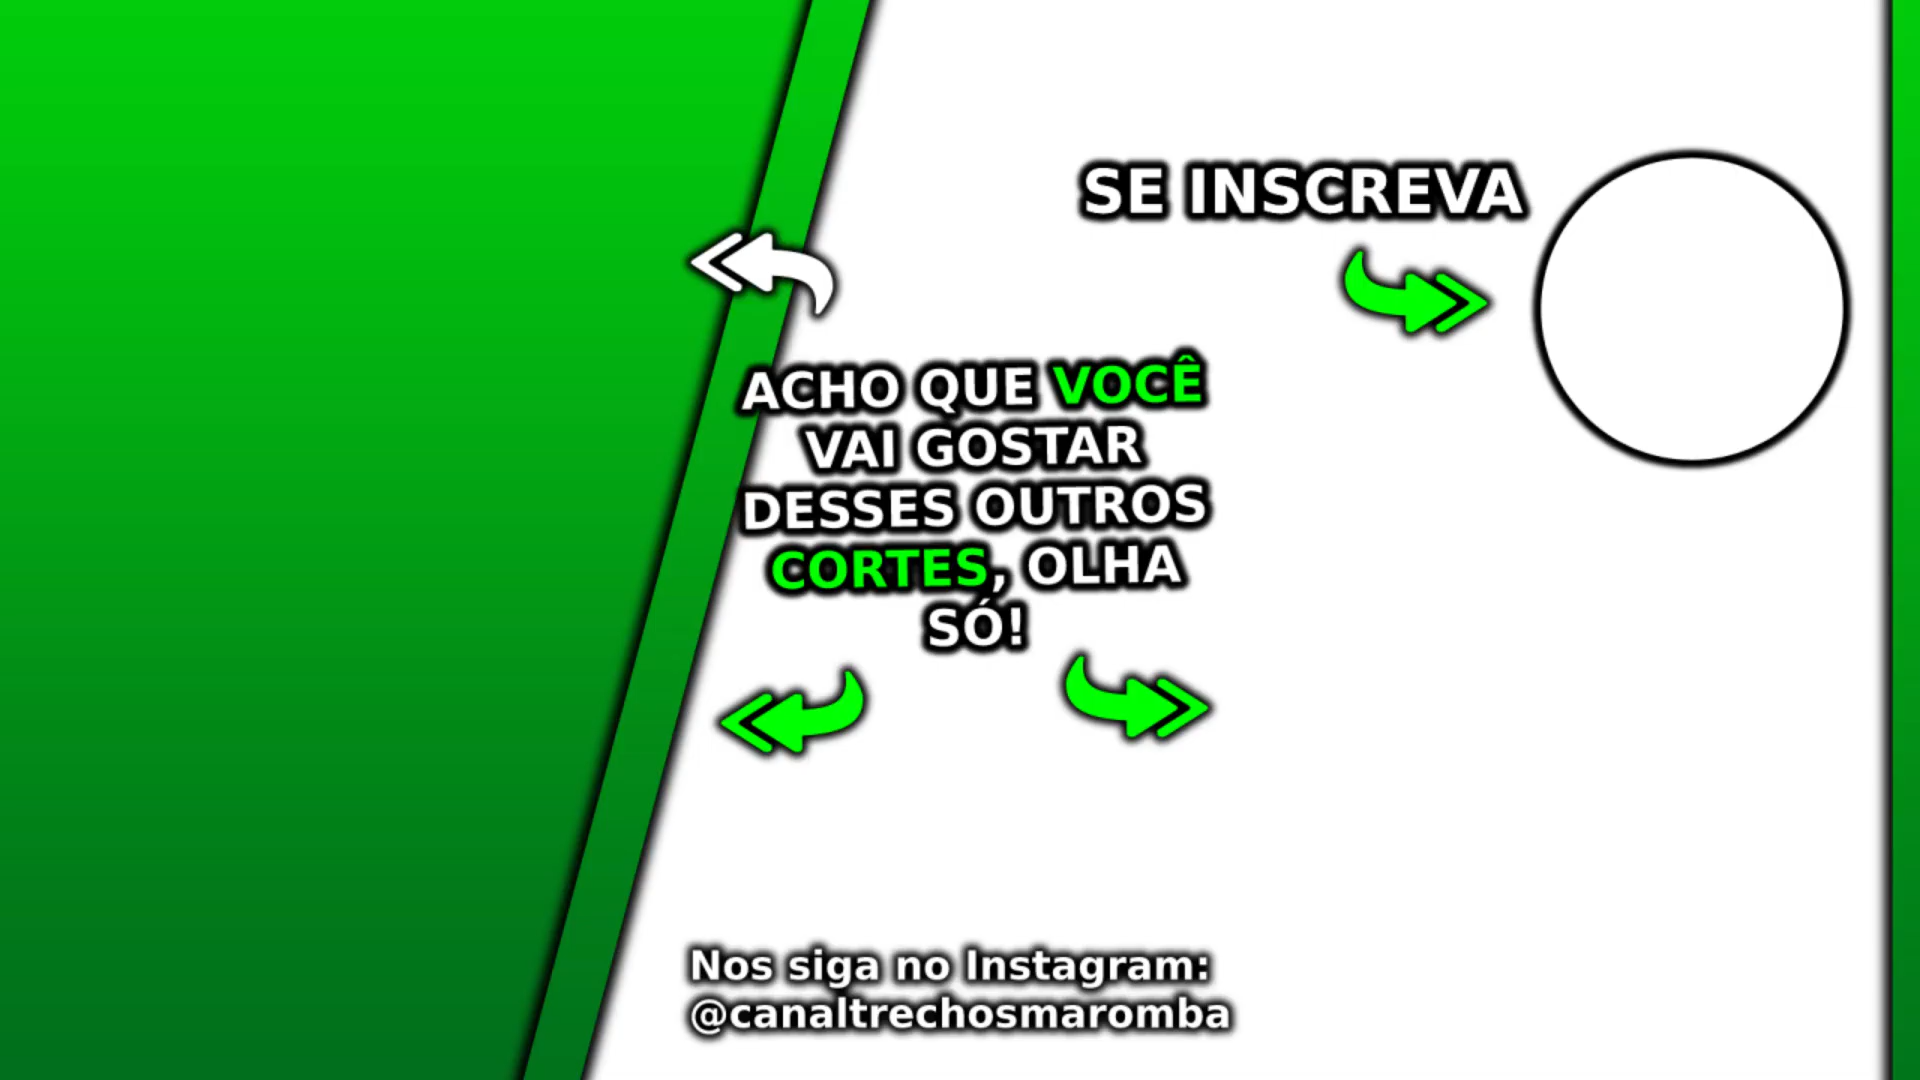 SE INSCREVA
ACHO QUE VOCÊ
VAI GOSTAR
DESSES OUTROS
CORTES, OLHA
SÓ!
Nos siga no Instagram:
@canaltrechosmaromba